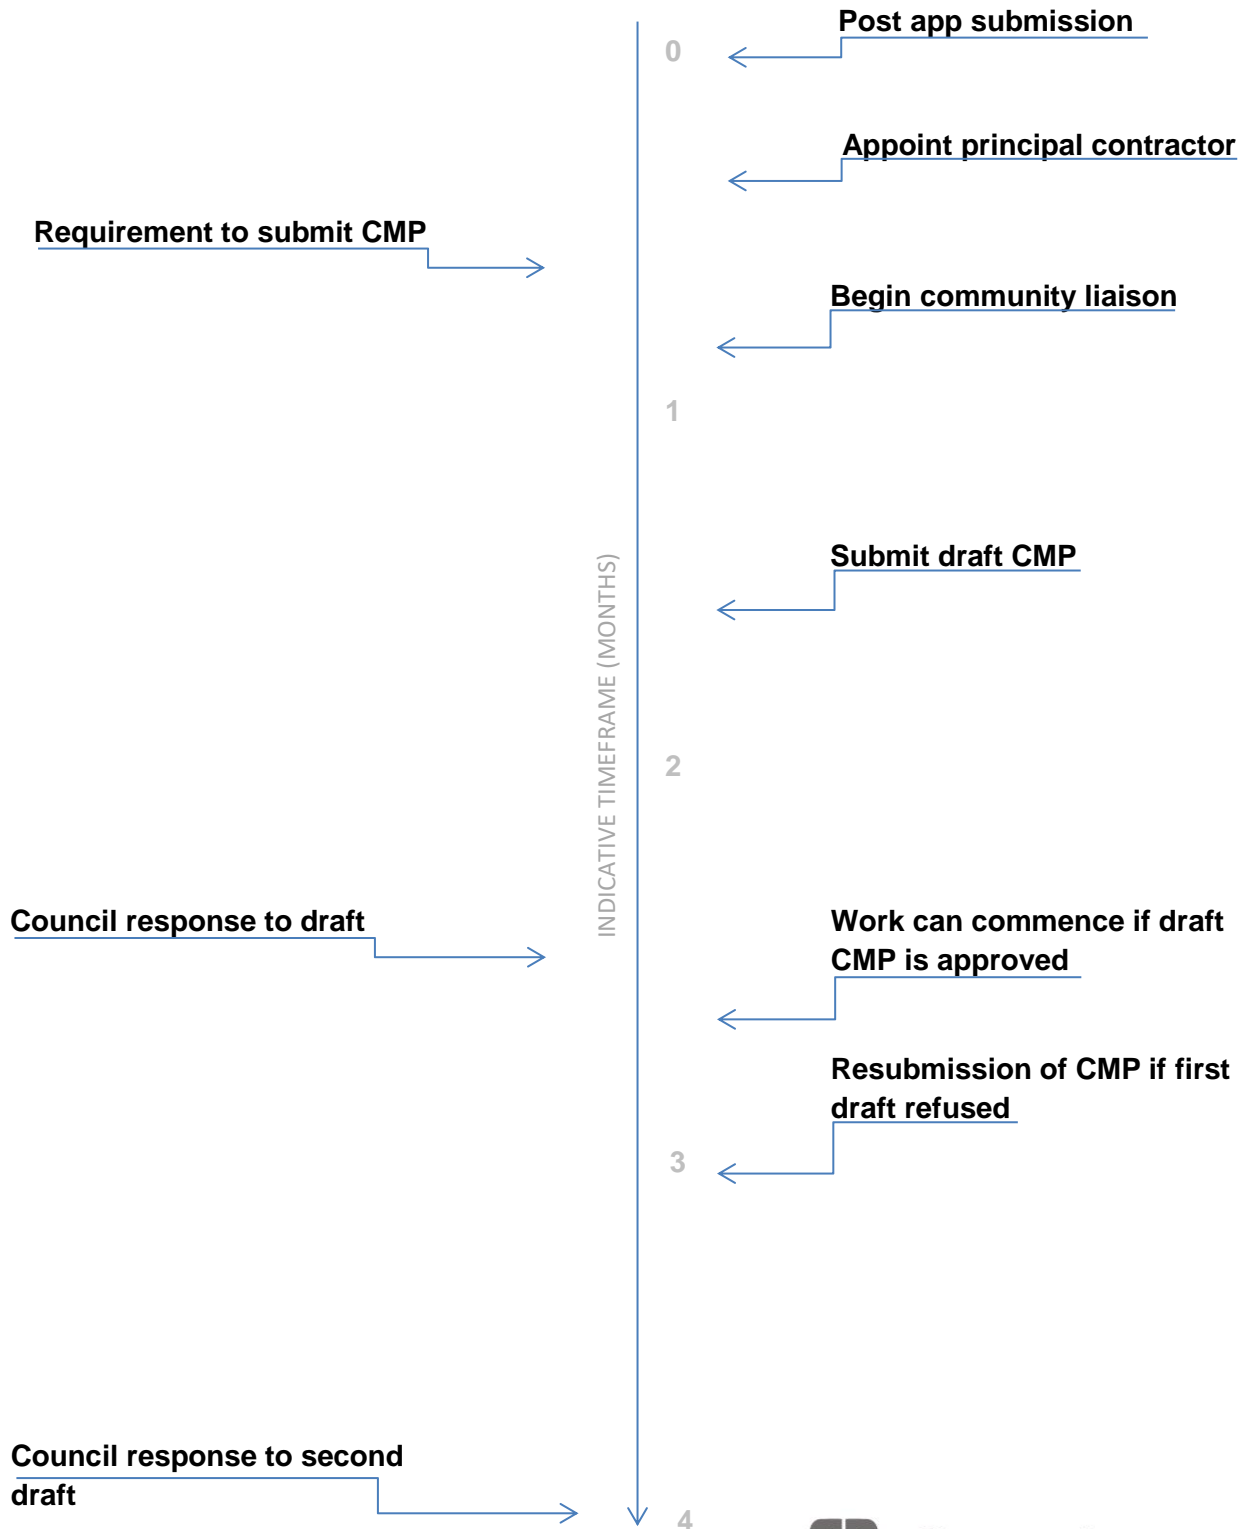 Post app submission
0
Appoint principal contractor
Requirement to submit CMP
Begin community liaison
1
Submit draft CMP
INDICATIVE TIMEFRAME (MONTHS)
2
Council response to draft
Work can commence if draft
CMP is approved
Resubmission of CMP if first
draft refused
3
Council response to second
draft
4